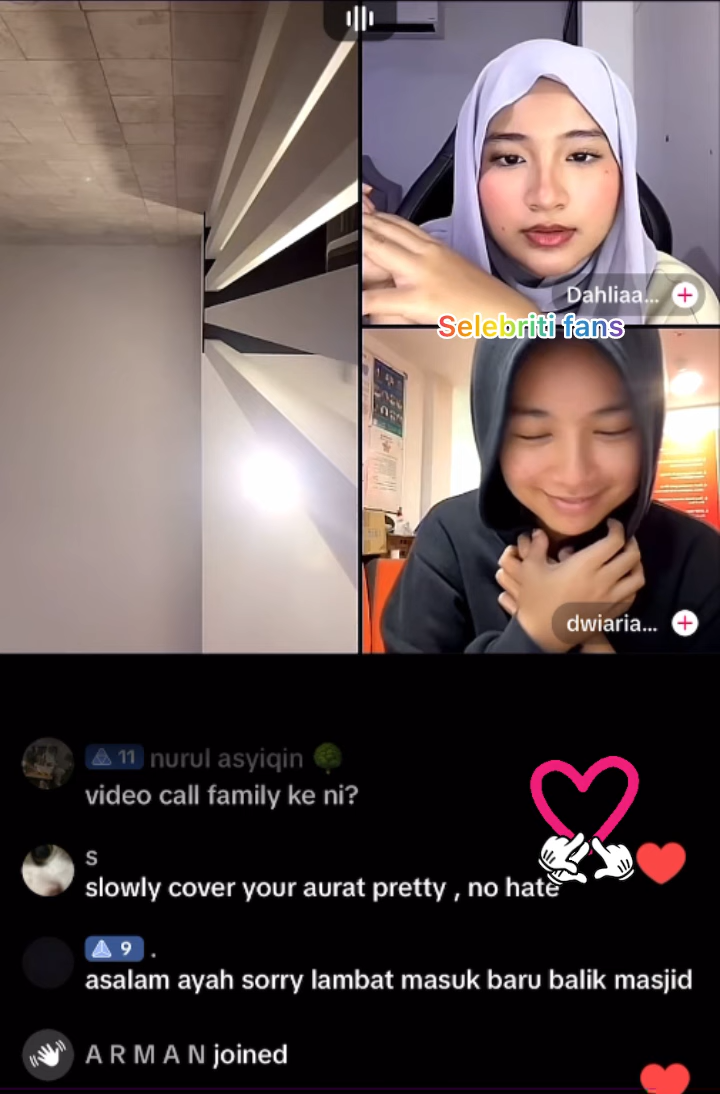 Dahliaa...
Selebriti fans
dwiaria...
11 nurul asyiqin
video call family ke ni?
s
slowly cover your aurat pretty , no hate
9 .
asalam ayah sorry lambat masuk baru balik masjid
A R M A N joined